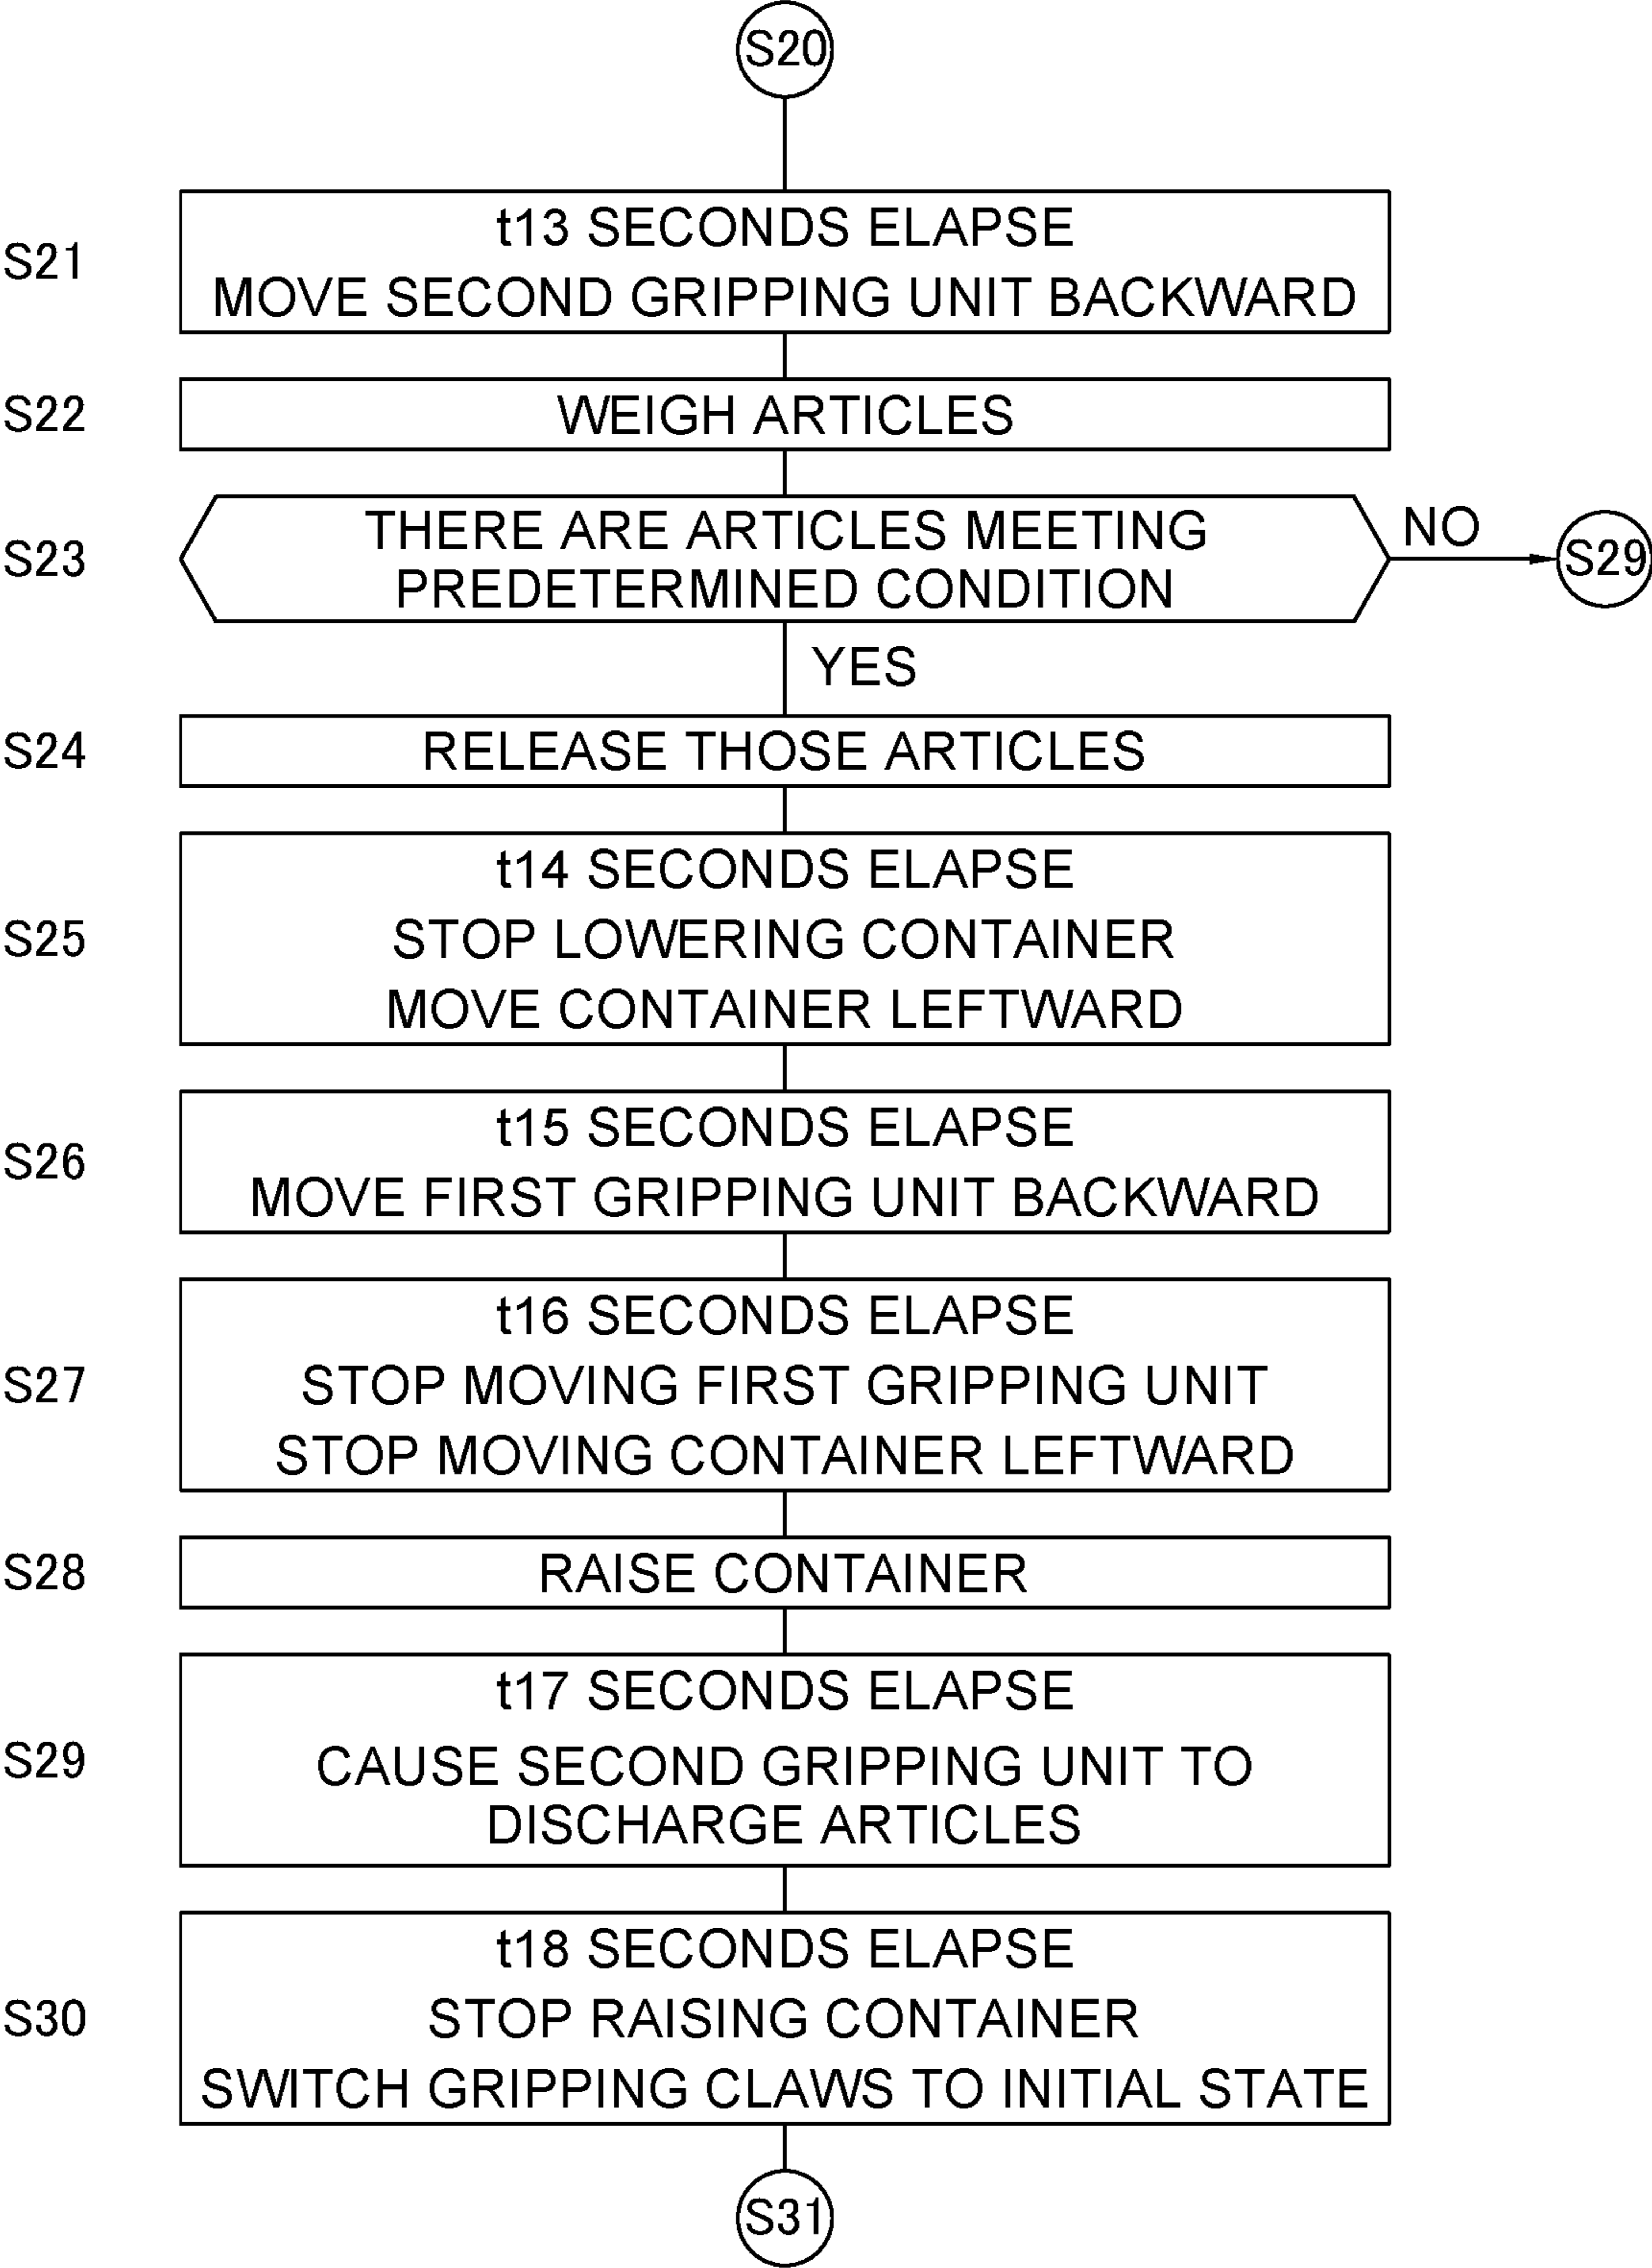 S20
S21
t13 SECONDS ELAPSE
MOVE SECOND GRIPPING UNIT BACKWARD
S22
WEIGH ARTICLES
S23
THERE ARE ARTICLES MEETING
PREDETERMINED CONDITION
NO
S29
YES
S24
RELEASE THOSE ARTICLES
S25
t14 SECONDS ELAPSE
STOP LOWERING CONTAINER
MOVE CONTAINER LEFTWARD
S26
t15 SECONDS ELAPSE
MOVE FIRST GRIPPING UNIT BACKWARD
S27
t16 SECONDS ELAPSE
STOP MOVING FIRST GRIPPING UNIT
STOP MOVING CONTAINER LEFTWARD
S28
RAISE CONTAINER
S29
t17 SECONDS ELAPSE
CAUSE SECOND GRIPPING UNIT TO
DISCHARGE ARTICLES
S30
t18 SECONDS ELAPSE
STOP RAISING CONTAINER
SWITCH GRIPPING CLAWS TO INITIAL STATE
S31